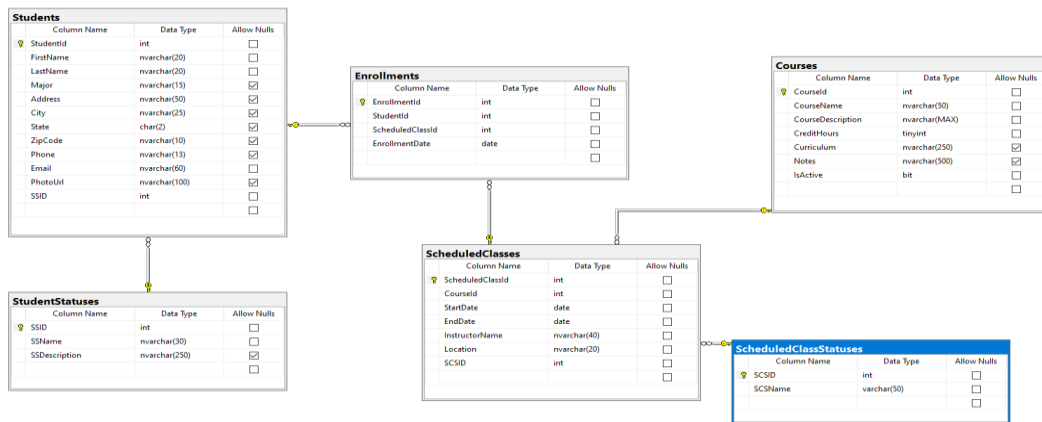 Students
Column Name Data Type Allow Nulls
StudentId int
FirstName nvarchar(20)
LastName nvarchar(20)
Major nvarchar(15)
Address nvarchar(50)
City nvarchar(25)
State char(2)
ZipCode nvarchar(10)
Phone nvarchar(13)
Email nvarchar(60)
PhotoUrl nvarchar(100)
SSID int
StudentStatuses
Column Name Data Type Allow Nulls
SSID int
SSName nvarchar(30)
SSDescription nvarchar(250)
Enrollments
Column Name Data Type Allow Nulls
EnrollmentId int
StudentId int
ScheduledClassId int
EnrollmentDate date
ScheduledClasses
Column Name Data Type Allow Nulls
ScheduledClassId int
CourseId int
StartDate date
EndDate date
InstructorName nvarchar(40)
Location nvarchar(20)
SCSID int
Courses
Column Name Data Type Allow Nulls
CourseId int
CourseName nvarchar(50)
CourseDescription nvarchar(MAX)
CreditHours tinyint
Curriculum nvarchar(250)
Notes nvarchar(500)
IsActive bit
ScheduledClassStatuses
Column Name Data Type Allow Nulls
SCSID int
SCSName varchar(50)